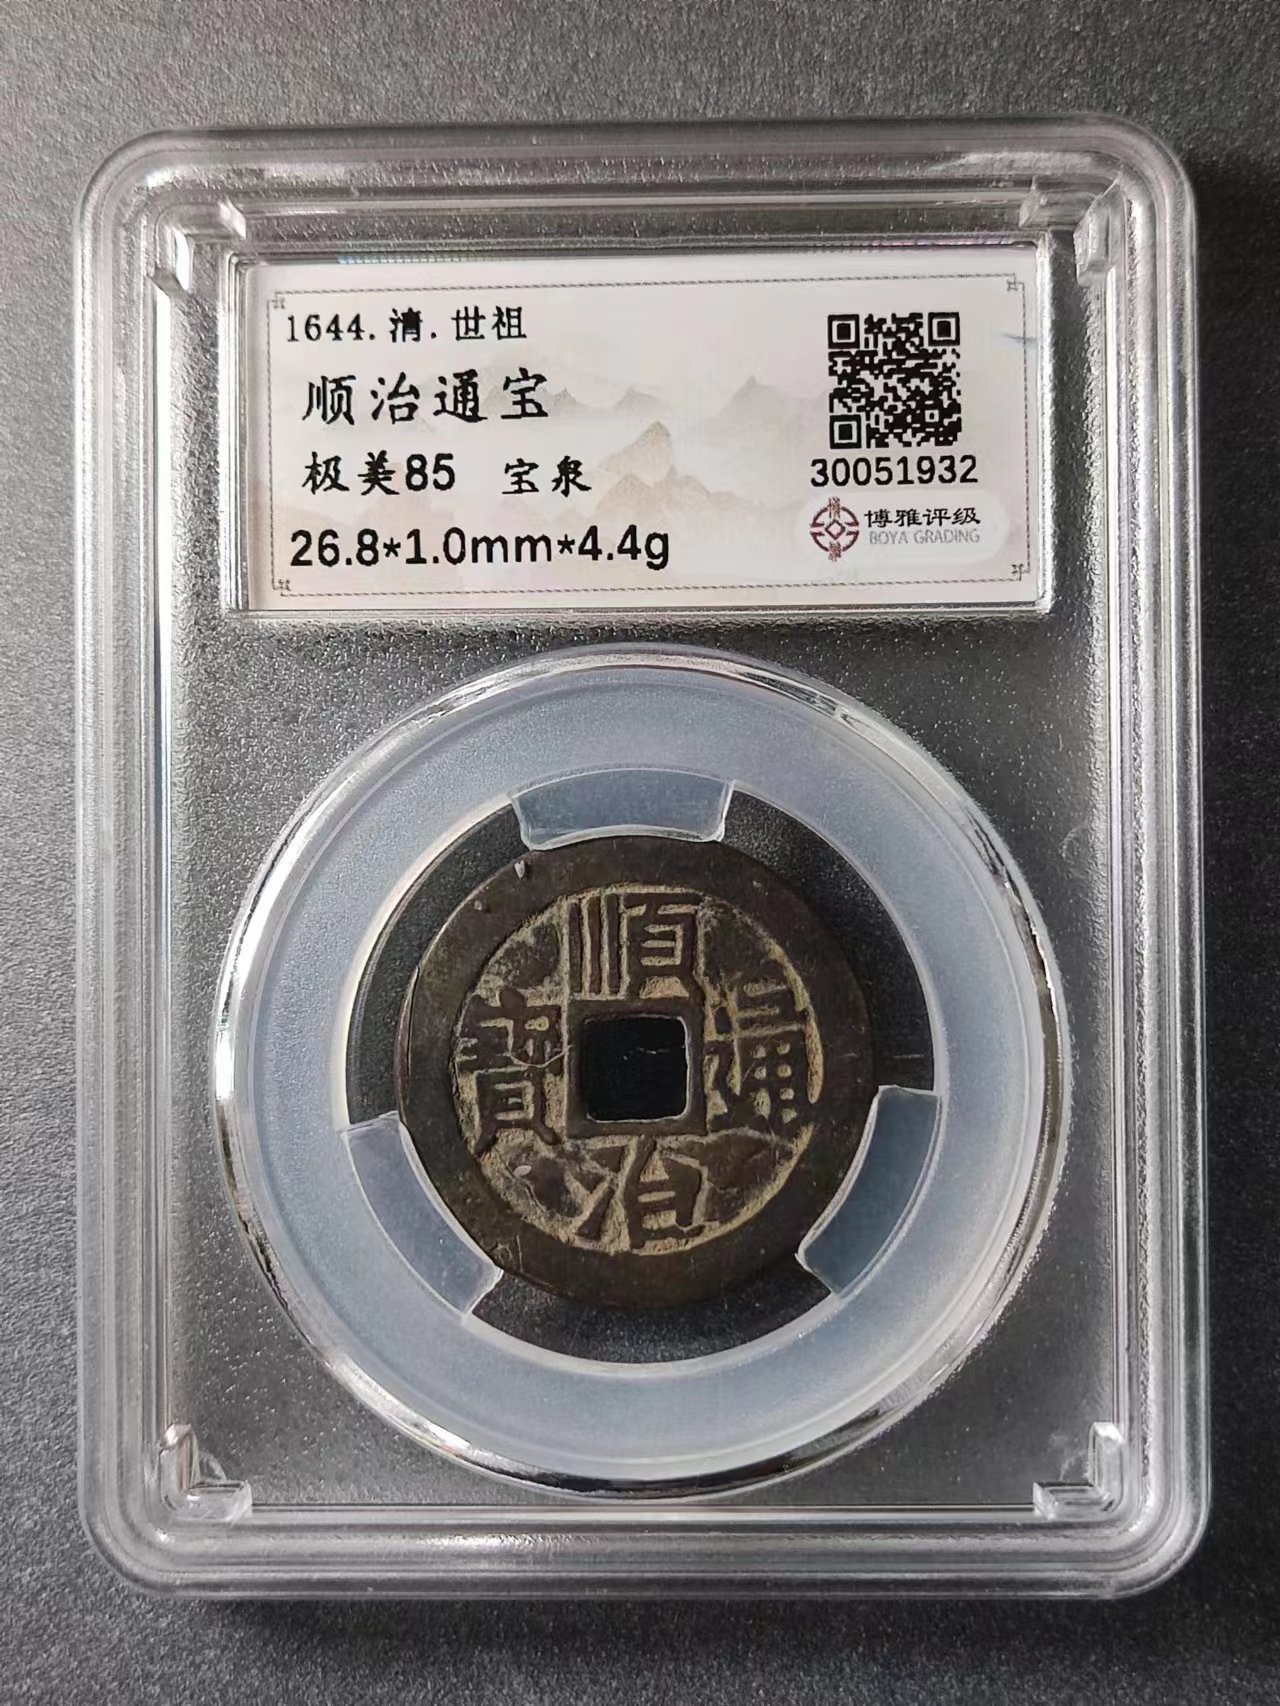 1644.清.世祖
顺治通宝
极美85 宝泉
26.8*1.0mm*4.4g
30051932
博雅评级
BOYA GRADING
順
寶 通
治